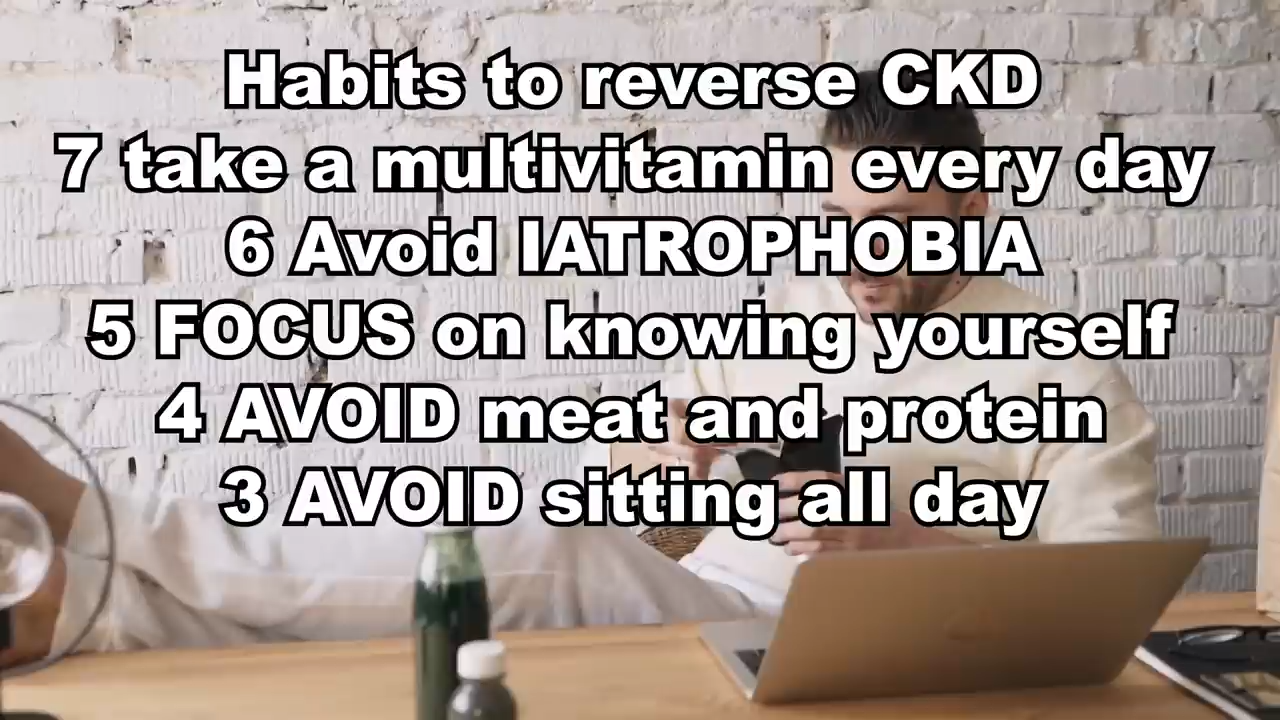 Habits to reverse CKD
7 take a multivitamin every day
6 Avoid IATROPHOBIA
5 FOCUS on knowing yourself
4 AVOID meat and protein
3 AVOID sitting all day